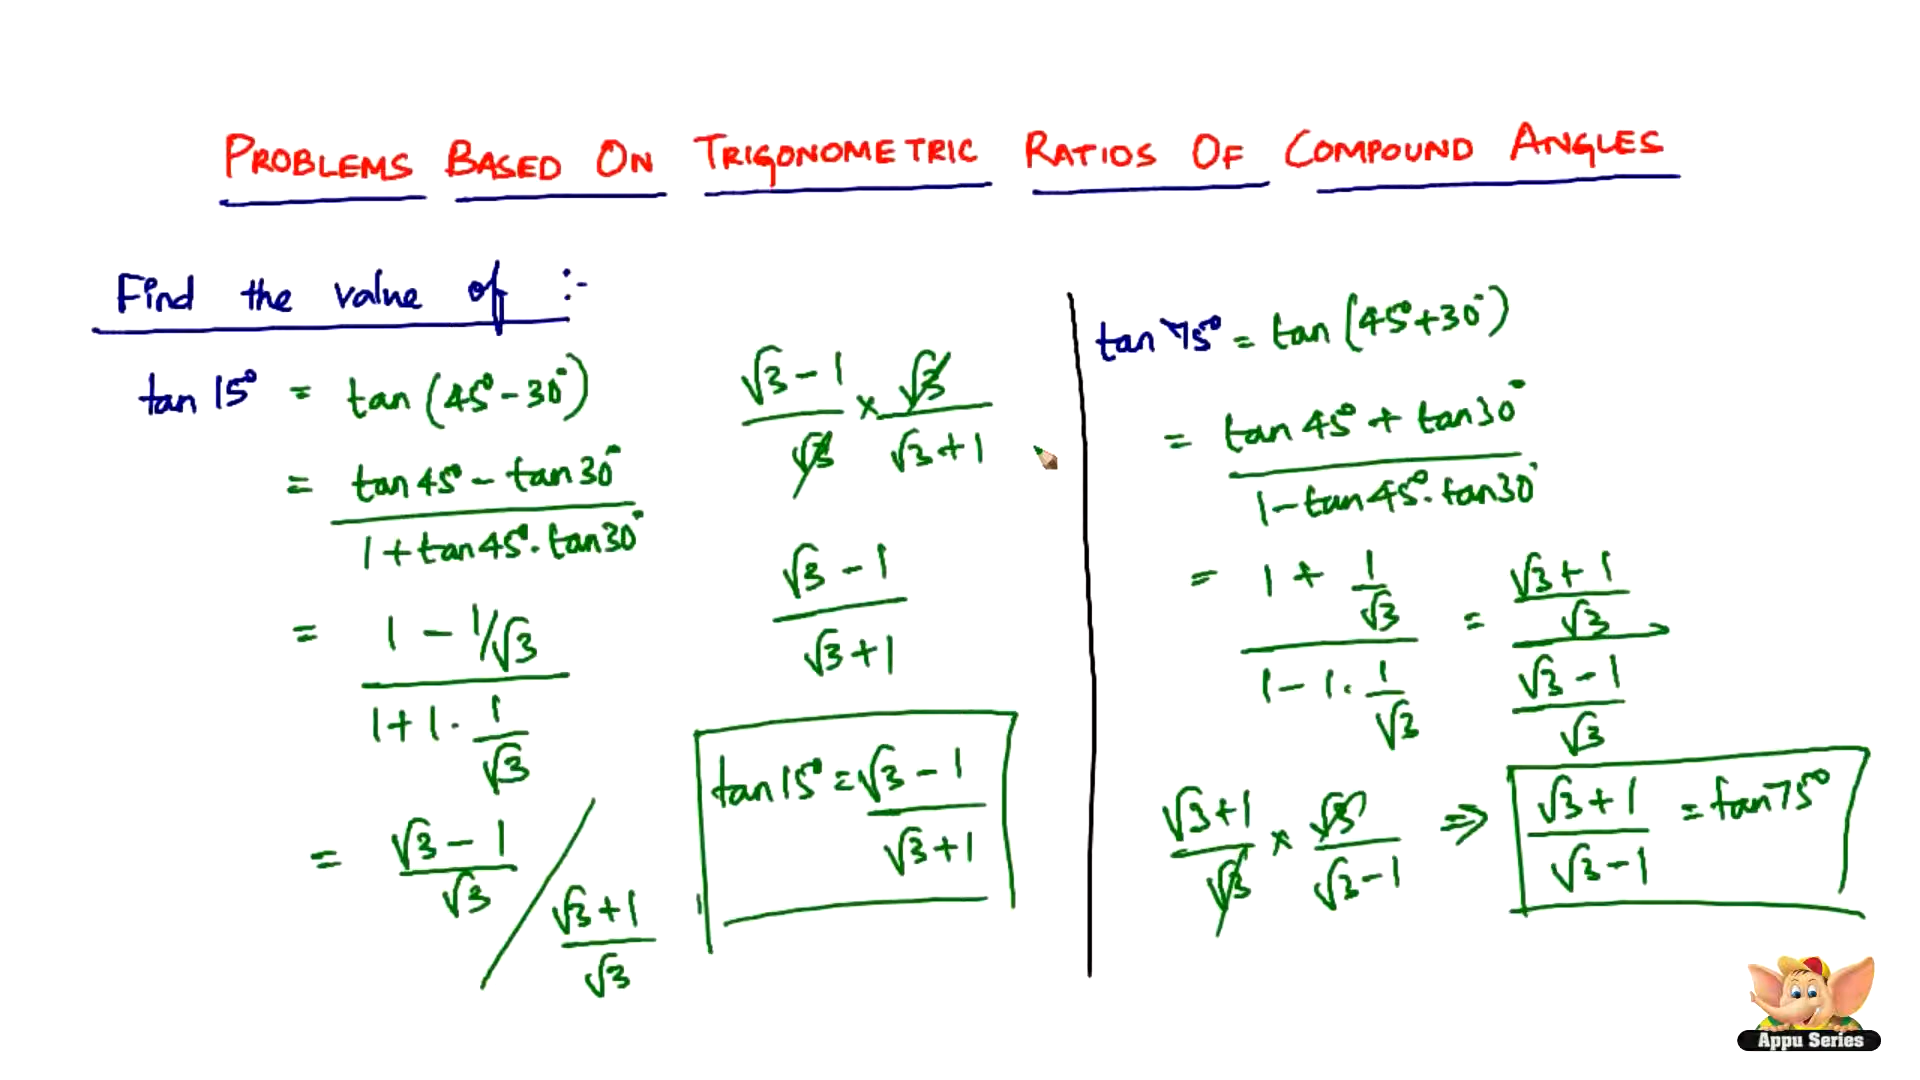 PROBLEMS BASED ON TRIGONOMETRIC RATIOS OF COMPOUND ANGLES
Find the value of :-
tan 15° = tan (45° - 30°)
= (tan 45° - tan 30°) / (1 + tan 45° . tan 30°)
= (1 - 1/√3) / (1 + 1 . 1/√3)
= (√3 - 1)/√3 / (√3 + 1)/√3
(√3 - 1)/√3 × √3/(√3 + 1)
(√3 - 1)/(√3 + 1)
tan 15° = (√3 - 1)/(√3 + 1)
tan 75° = tan (45° + 30°)
= (tan 45° + tan 30°) / (1 - tan 45° . tan 30°)
= (1 + 1/√3) / (1 - 1 . 1/√3) = ((√3 + 1)/√3) / ((√3 - 1)/√3)
(√3 + 1)/√3 × √3/(√3 - 1) ⇒ (√3 + 1)/(√3 - 1) = tan 75°
Appu Series